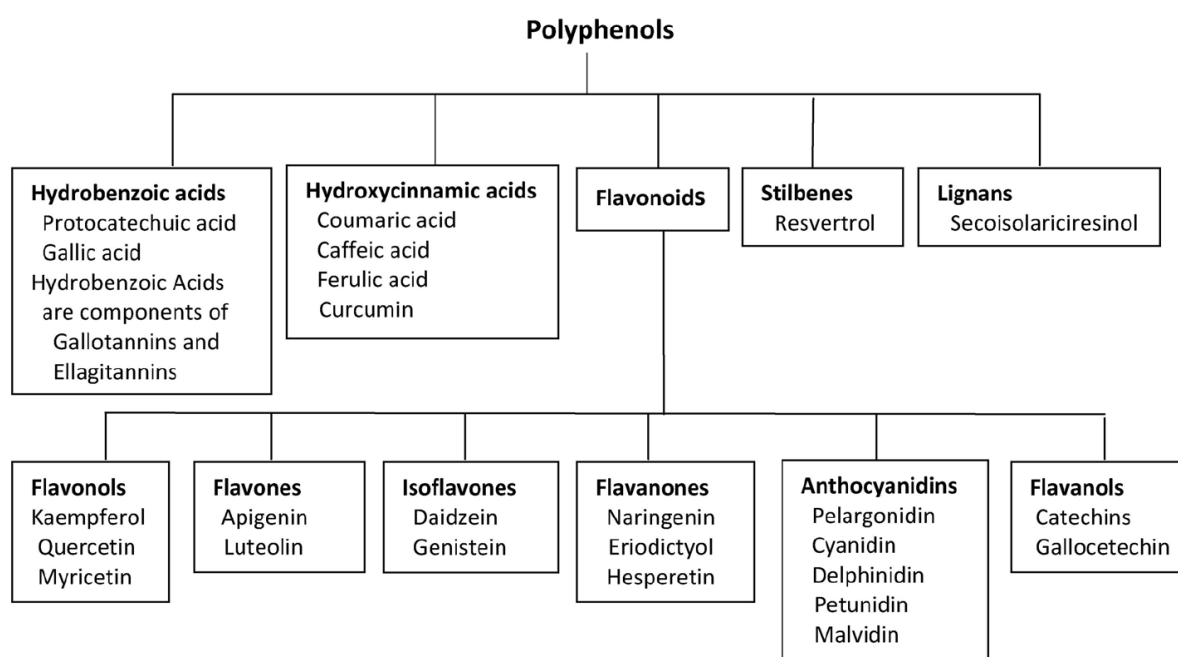 Polyphenols
Hydrobenzoic acids
Protocatechuic acid
Gallic acid
Hydrobenzoic Acids
are components of
Gallotannins and
Ellagitannins
Hydroxycinnamic acids
Coumaric acid
Caffeic acid
Ferulic acid
Curcumin
Flavonoids
Stilbenes
Resvertrol
Lignans
Secoisolariciresinol
Flavonols
Kaempferol
Quercetin
Myricetin
Flavones
Apigenin
Luteolin
Isoflavones
Daidzein
Genistein
Flavanones
Naringenin
Eriodictyol
Hesperetin
Anthocyanidins
Pelargonidin
Cyanidin
Delphinidin
Petunidin
Malvidin
Flavanols
Catechins
Gallocetechin